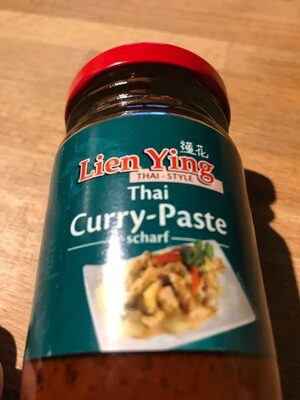 蓮花
Lien Ying
THAI - STYLE
Thai
Curry-Paste
scharf